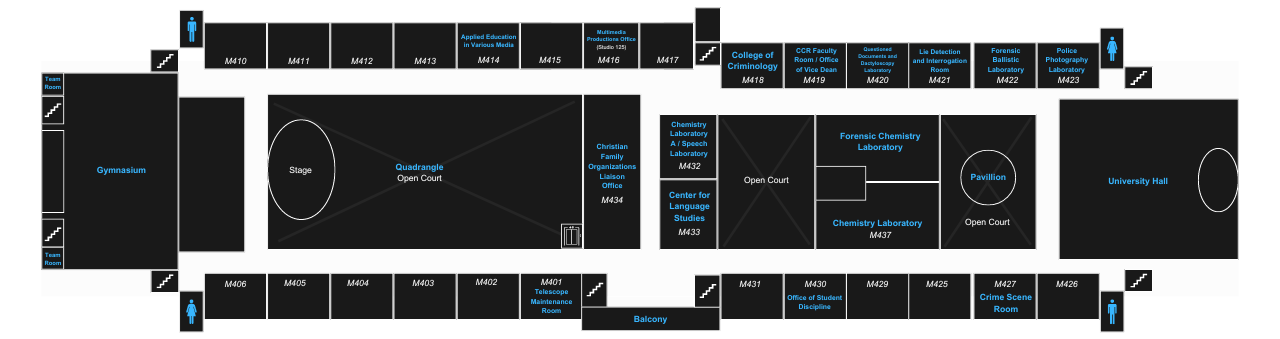 M410
M411
M412
M413
Applied Education
in Various Media
M414
M415
Multimedia
Productions Office
(Studio 125)
M416
M417
College of
Criminology
M418
CCR Faculty
Room / Office
of Vice Dean
M419
Questioned
Documents and
Dactyloscopy
Laboratory
M420
Lie Detection
and Interrogation
Room
M421
Forensic
Ballistic
Laboratory
M422
Police
Photography
Laboratory
M423
Team
Room
Gymnasium
Team
Room
Stage
Quadrangle
Open Court
Christian
Family
Organizations
Liaison
Office
M434
Chemistry
Laboratory
A / Speech
Laboratory
M432
Center for
Language
Studies
M433
Open Court
Forensic Chemistry
Laboratory
Chemistry Laboratory
M437
Pavillion
Open Court
University Hall
M406
M405
M404
M403
M402
M401
Telescope
Maintenance
Room
Balcony
M431
M430
Office of Student
Discipline
M429
M425
M427
Crime Scene
Room
M426